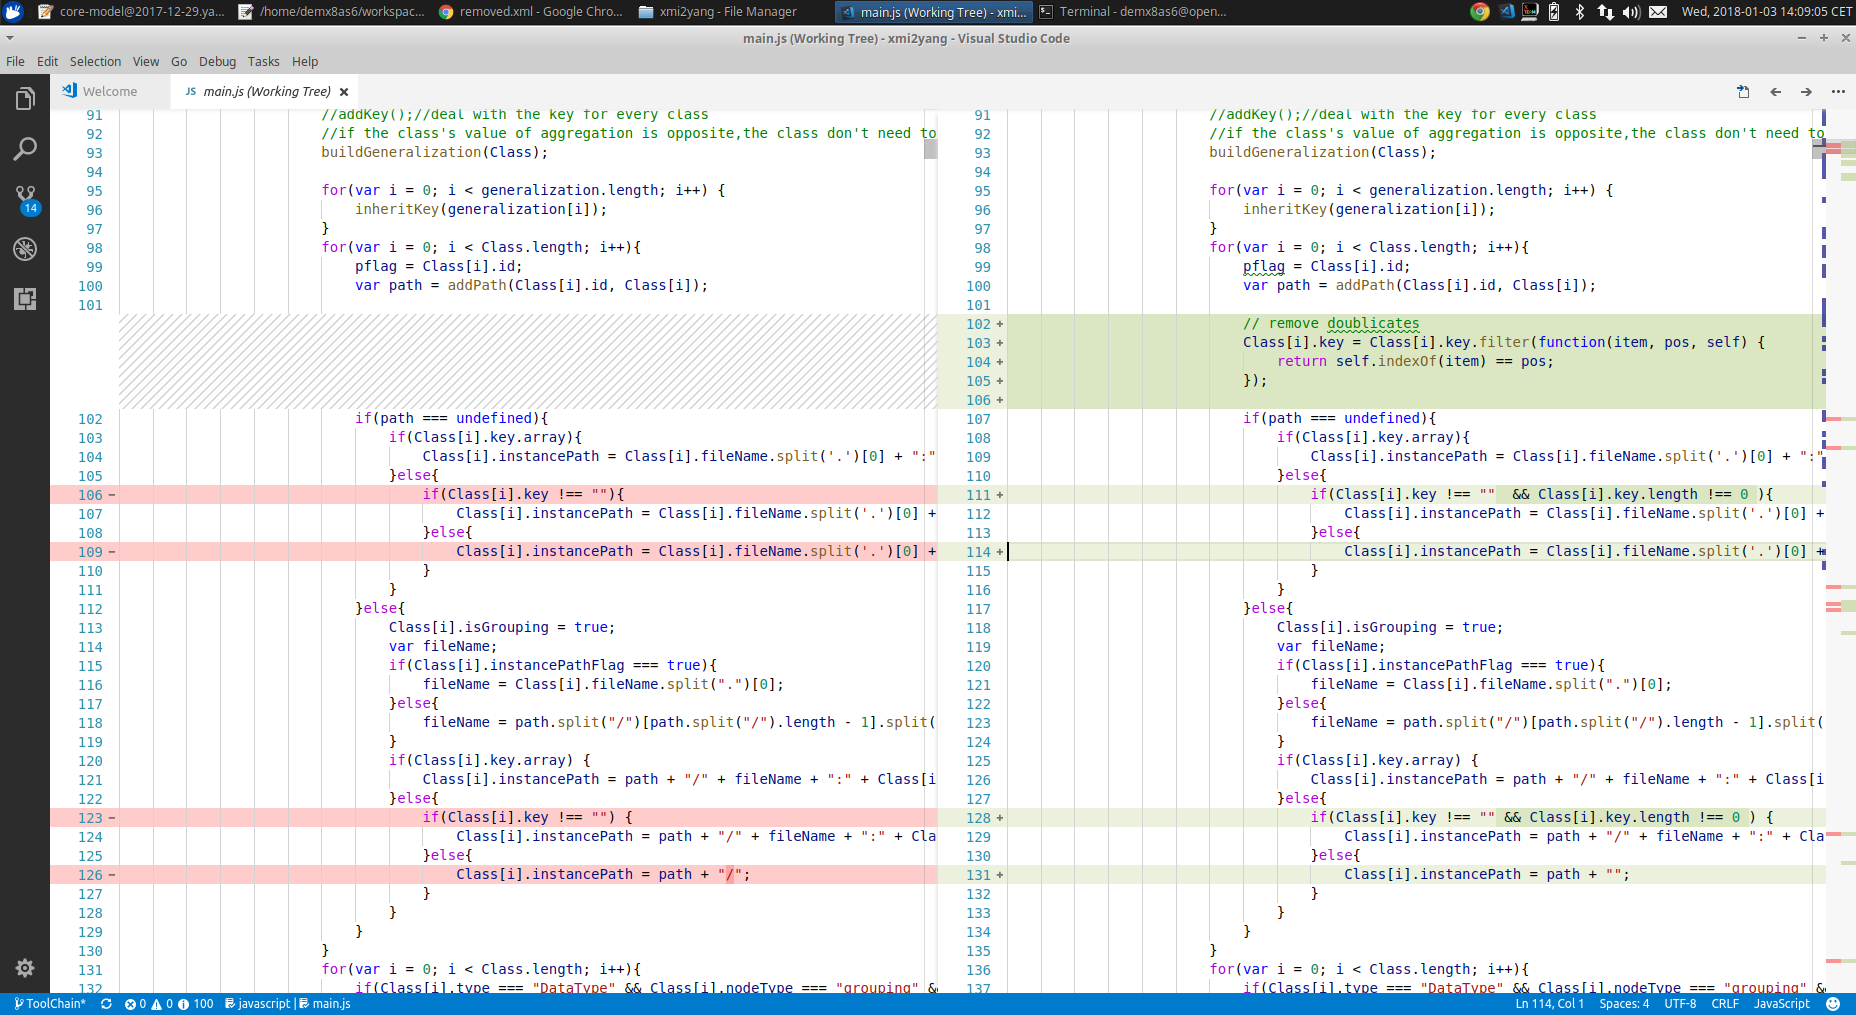 core-model@2017-12-29.ya... /home/demx8as6/workspac... removed.xml - Google Chro... xmi2yang - File Manager main.js (Working Tree) - xmi... Terminal - demx8as6@open... Wed, 2018-01-03 14:09:05 CET
main.js (Working Tree) - xmi2yang - Visual Studio Code
File Edit Selection View Go Debug Tasks Help
Welcome JS main.js (Working Tree)
14
91 //addKey();//deal with the key for every class
92 //if the class's value of aggregation is opposite,the class don't need to
93 buildGeneralization(Class);
94
95 for(var i = 0; i < generalization.length; i++) {
96 inheritKey(generalization[i]);
97 }
98 for(var i = 0; i < Class.length; i++){
99 pflag = Class[i].id;
100 var path = addPath(Class[i].id, Class[i]);
101
102 if(path === undefined){
103 if(Class[i].key.array){
104 Class[i].instancePath = Class[i].fileName.split('.')[0] + ":"
105 }else{
106 - if(Class[i].key !== ""){
107 Class[i].instancePath = Class[i].fileName.split('.')[0] +
108 }else{
109 - Class[i].instancePath = Class[i].fileName.split('.')[0] +
110 }
111 }
112 }else{
113 Class[i].isGrouping = true;
114 var fileName;
115 if(Class[i].instancePathFlag === true){
116 fileName = Class[i].fileName.split(".")[0];
117 }else{
118 fileName = path.split("/")[path.split("/").length - 1].split(
119 }
120 if(Class[i].key.array) {
121 Class[i].instancePath = path + "/" + fileName + ":" + Class[i
122 }else{
123 - if(Class[i].key !== "") {
124 Class[i].instancePath = path + "/" + fileName + ":" + Cla
125 }else{
126 - Class[i].instancePath = path + "/";
127 }
128 }
129 }
130 }
131 for(var i = 0; i < Class.length; i++){
132 if(Class[i].type === "DataType" && Class[i].nodeType === "grouping" &
91 //addKey();//deal with the key for every class
92 //if the class's value of aggregation is opposite,the class don't need to
93 buildGeneralization(Class);
94
95 for(var i = 0; i < generalization.length; i++) {
96 inheritKey(generalization[i]);
97 }
98 for(var i = 0; i < Class.length; i++){
99 pflag = Class[i].id;
100 var path = addPath(Class[i].id, Class[i]);
101
102 + // remove doublicates
103 + Class[i].key = Class[i].key.filter(function(item, pos, self) {
104 + return self.indexOf(item) == pos;
105 + });
106 +
107 if(path === undefined){
108 if(Class[i].key.array){
109 Class[i].instancePath = Class[i].fileName.split('.')[0] + ":"
110 }else{
111 + if(Class[i].key !== ""  && Class[i].key.length !== 0 ){
112 Class[i].instancePath = Class[i].fileName.split('.')[0] +
113 }else{
114 + Class[i].instancePath = Class[i].fileName.split('.')[0] +
115 }
116 }
117 }else{
118 Class[i].isGrouping = true;
119 var fileName;
120 if(Class[i].instancePathFlag === true){
121 fileName = Class[i].fileName.split(".")[0];
122 }else{
123 fileName = path.split("/")[path.split("/").length - 1].split(
124 }
125 if(Class[i].key.array) {
126 Class[i].instancePath = path + "/" + fileName + ":" + Class[i
127 }else{
128 + if(Class[i].key !== "" && Class[i].key.length !== 0 ) {
129 Class[i].instancePath = path + "/" + fileName + ":" + Cla
130 }else{
131 + Class[i].instancePath = path + "";
132 }
133 }
134 }
135 }
136 for(var i = 0; i < Class.length; i++){
137 if(Class[i].type === "DataType" && Class[i].nodeType === "grouping" &
ToolChain* 0 0 100 javascript | main.js Ln 114, Col 1 Spaces: 4 UTF-8 CRLF JavaScript